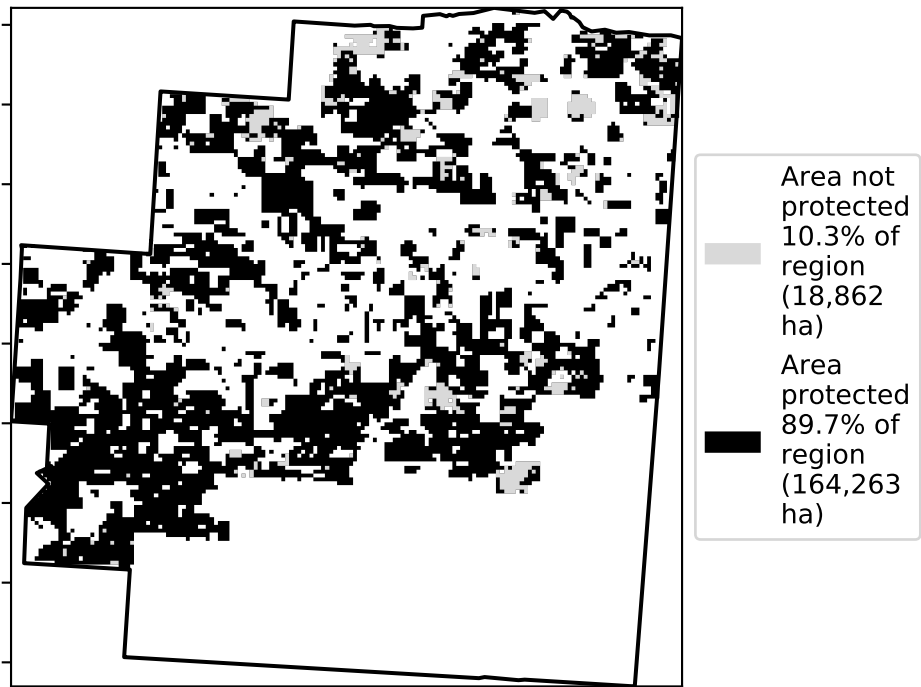 Area not
protected
10.3% of
region
(18,862
ha)
Area
protected
89.7% of
region
(164,263
ha)